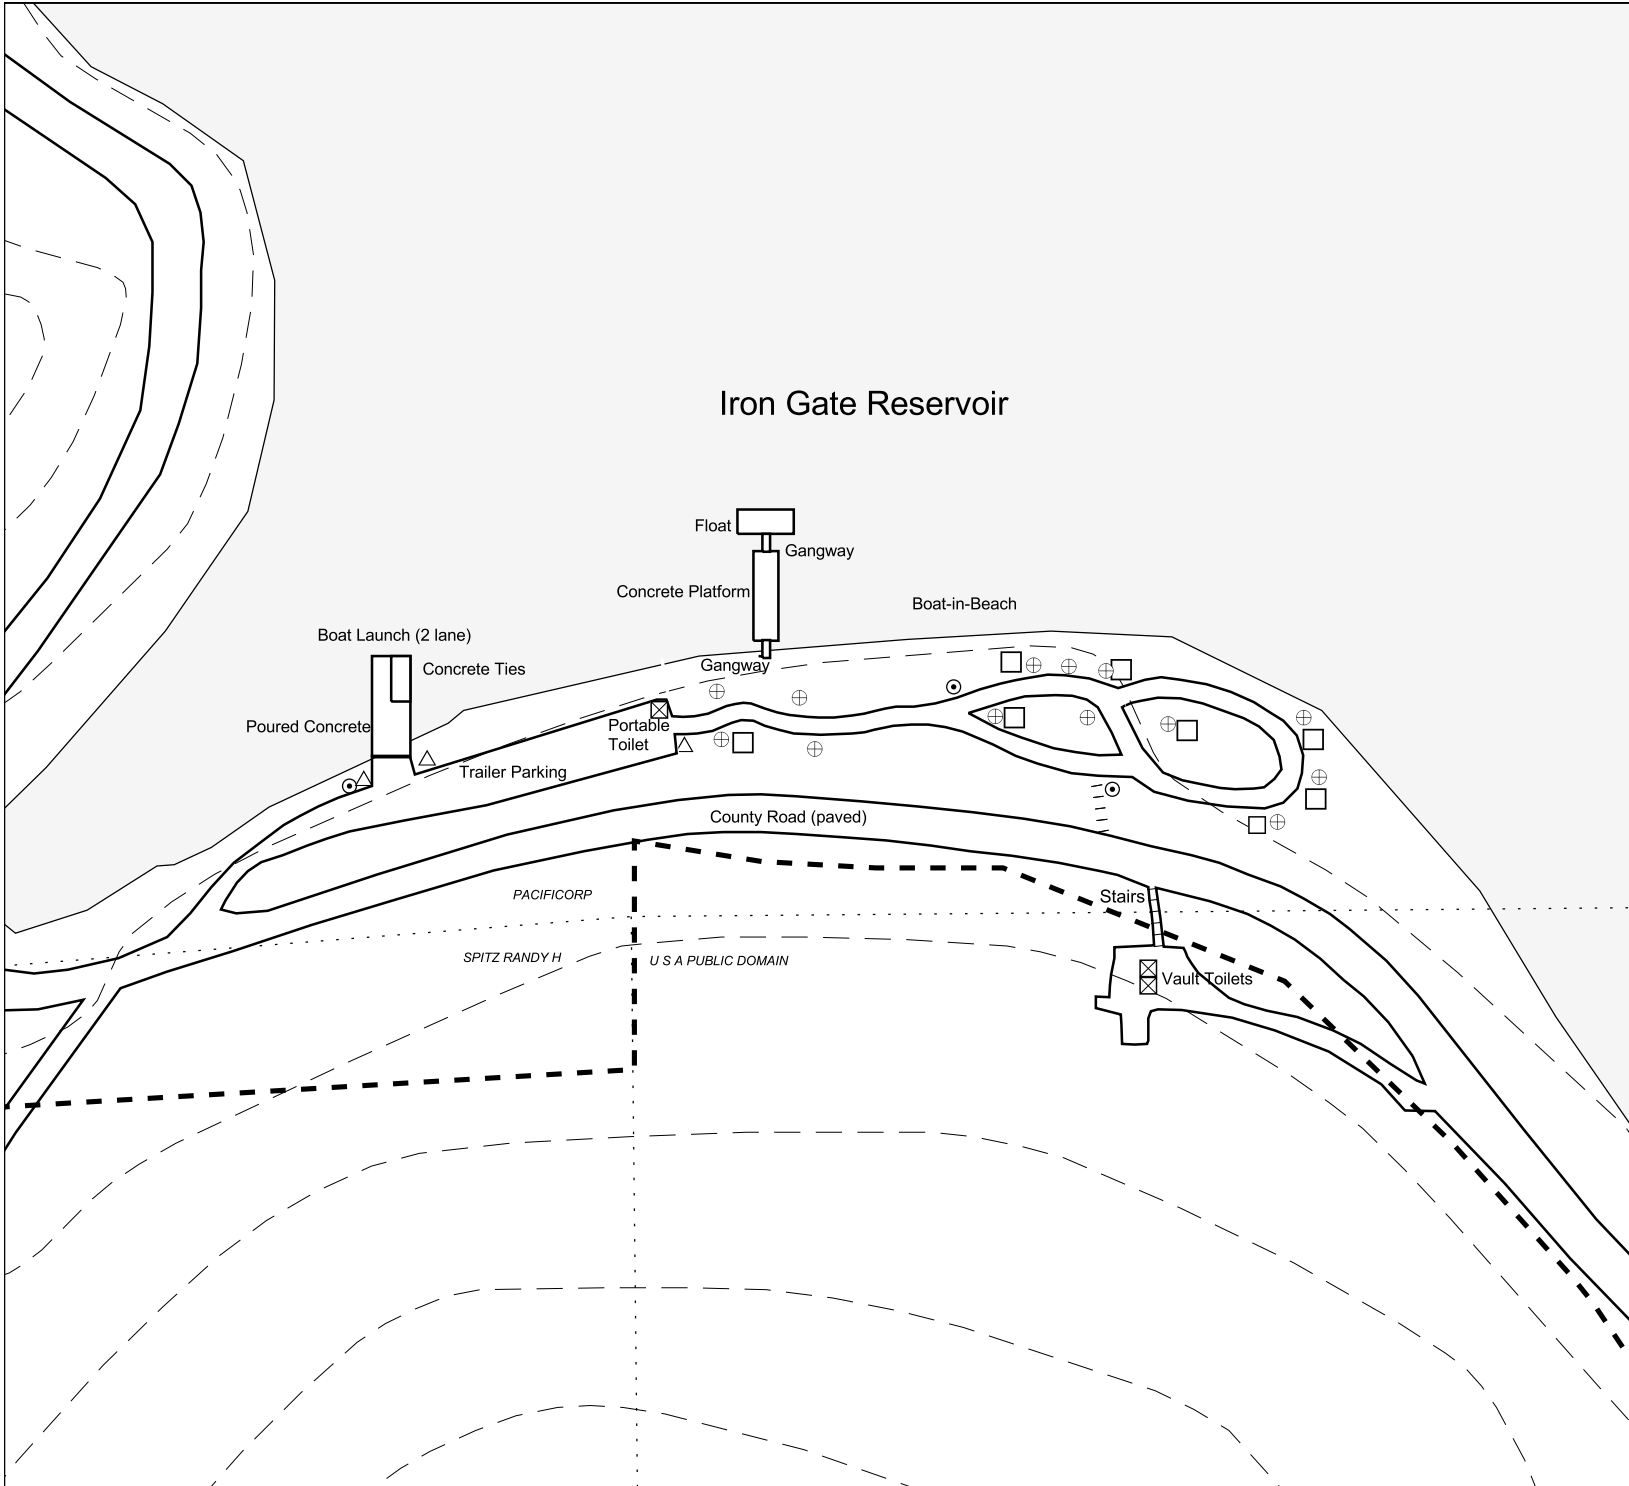 Iron Gate Reservoir
Float
Gangway
Concrete Platform
Boat-in-Beach
Boat Launch (2 lane)
Concrete Ties
Gangway
Poured Concrete
Portable
Toilet
Trailer Parking
County Road (paved)
PACIFICORP
Stairs
SPITZ RANDY H
U S A PUBLIC DOMAIN
Vault Toilets